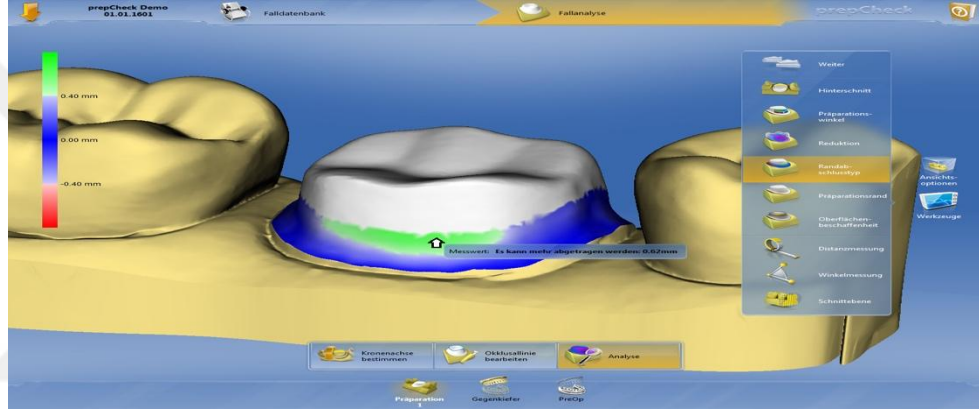 prepCheck Demo
01.01.1601
Falldatenbank
Fallanalyse
prepCheck
0.40 mm
0.00 mm
-0.40 mm
Messwert: Es kann mehr abgetragen werden: 0,62mm
Weiter
Hinterschnitt
Präparations-
winkel
Reduktion
Randab-
schlusstyp
Präparationsrand
Oberflächen-
beschaffenheit
Distanzmessung
Winkelmessung
Schnittebene
Ansichts-
optionen
Werkzeuge
Kronenachse
bestimmen
Okklusallinie
bearbeiten
Analyse
Präparation
1
Gegenkiefer
PreOp